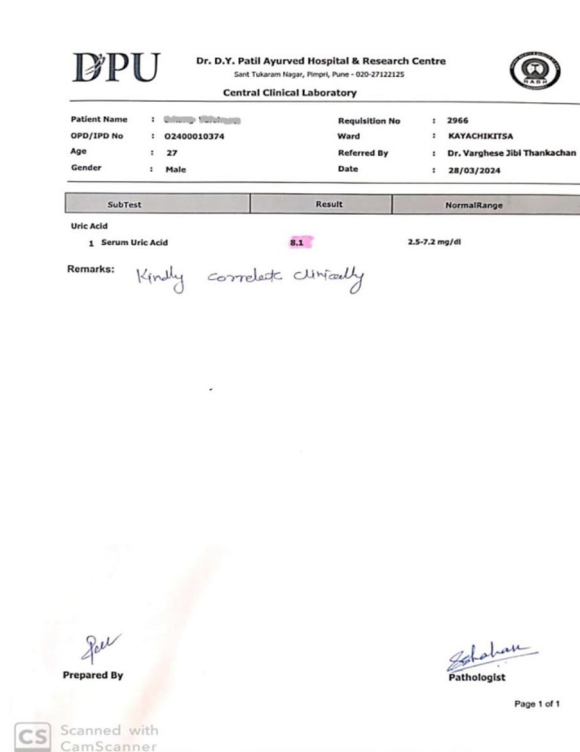 DPU
Dr. D.Y. Patil Ayurved Hospital & Research Centre
Sant Tukaram Nagar, Pimpri, Pune - 020-27122125
Central Clinical Laboratory
Patient Name :
Requisition No : 2966
OPD/IPD No : O2400010374
Ward : KAYACHIKITSA
Age : 27
Referred By : Dr. Varghese Jibi Thankachan
Gender : Male
Date : 28/03/2024
SubTest Result NormalRange
Uric Acid
1 Serum Uric Acid 8.1 2.5-7.2 mg/dl
Remarks: Kindly correlate clinically
Prepared By
Pathologist
Page 1 of 1
CS Scanned with
CamScanner